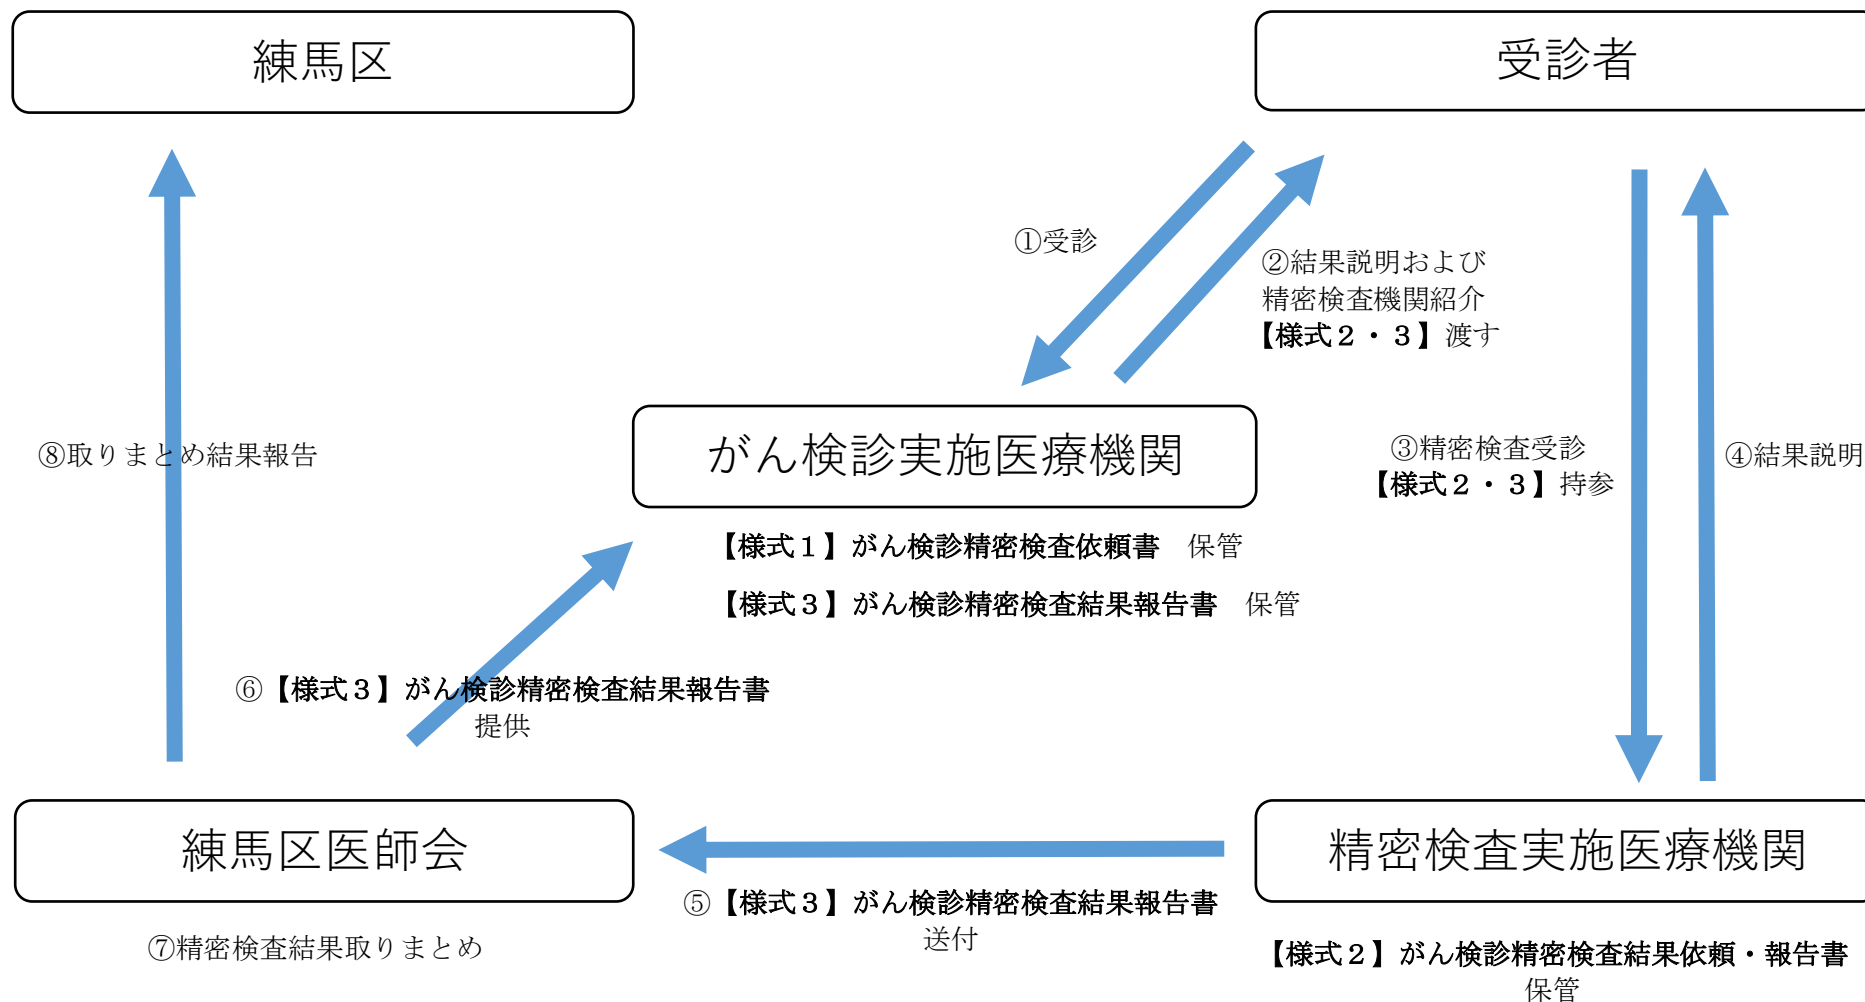 練馬区
受診者
①受診
②結果説明および
精密検査機関紹介
【様式２・３】渡す
⑧取りまとめ結果報告
がん検診実施医療機関
③精密検査受診
【様式２・３】持参
④結果説明
【様式１】がん検診精密検査依頼書　保管
【様式３】がん検診精密検査結果報告書　保管
⑥【様式３】がん検診精密検査結果報告書
提供
練馬区医師会
精密検査実施医療機関
⑤【様式３】がん検診精密検査結果報告書
送付
⑦精密検査結果取りまとめ
【様式２】がん検診精密検査結果依頼・報告書
保管